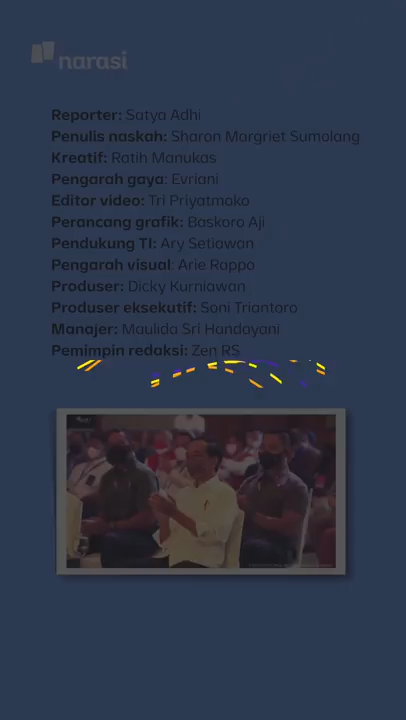 narasi
Reporter: Satya Adhi
Penulis naskah: Sharon Margriet Sumolang
Kreatif: Ratih Manukas
Pengarah gaya: Evriani
Editor video: Tri Priyatmoko
Perancang grafik: Baskoro Aji
Pendukung TI: Ary Setiawan
Pengarah visual: Arie Rappo
Produser: Dicky Kurniawan
Produser eksekutif: Soni Triantoro
Manajer: Maulida Sri Handayani
Pemimpin redaksi: Zen RS